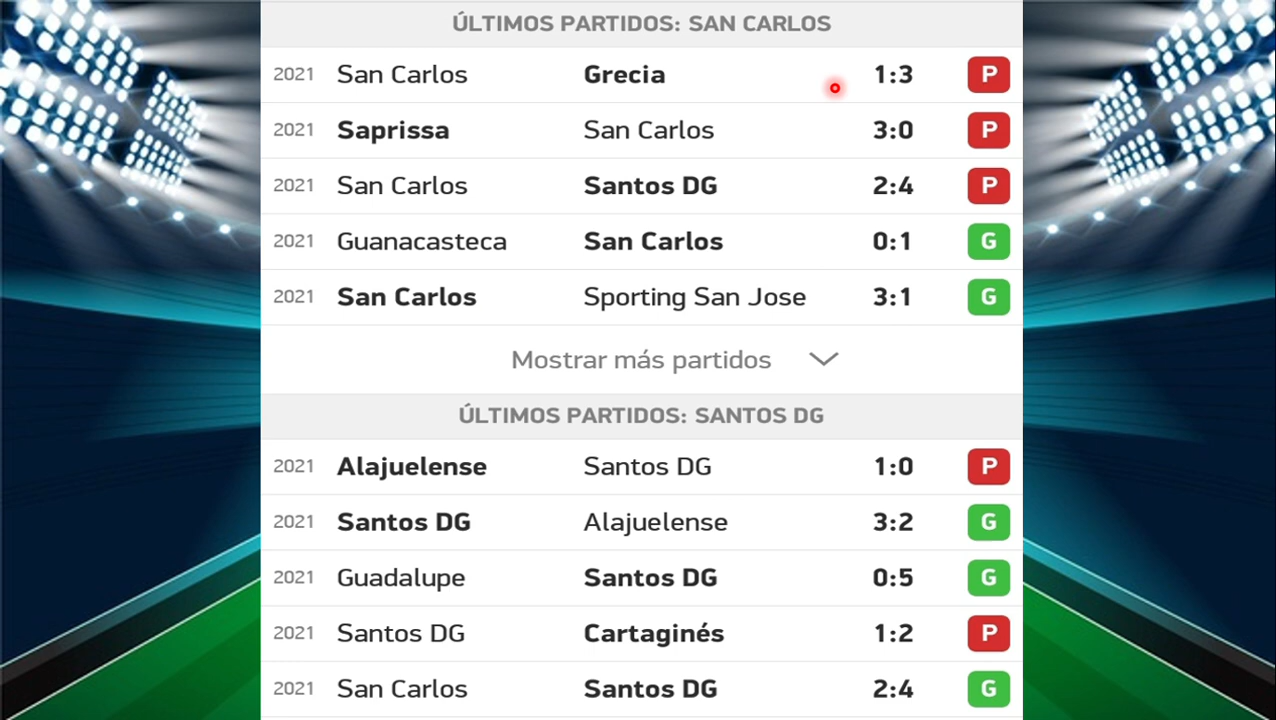 ÚLTIMOS PARTIDOS: SAN CARLOS
2021 San Carlos Grecia 1:3 P
2021 Saprissa San Carlos 3:0 P
2021 San Carlos Santos DG 2:4 P
2021 Guanacasteca San Carlos 0:1 G
2021 San Carlos Sporting San Jose 3:1 G
Mostrar más partidos
ÚLTIMOS PARTIDOS: SANTOS DG
2021 Alajuelense Santos DG 1:0 P
2021 Santos DG Alajuelense 3:2 G
2021 Guadalupe Santos DG 0:5 G
2021 Santos DG Cartaginés 1:2 P
2021 San Carlos Santos DG 2:4 G